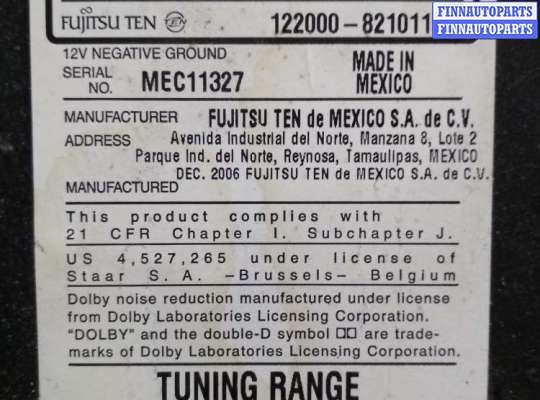 FINNAUTOPARTS
FINNAUTOPARTS
FUJITSU TEN 122000-821011
12V NEGATIVE GROUND
SERIAL NO. MEC11327
MADE IN MEXICO
MANUFACTURER FUJITSU TEN de MEXICO S.A. de C.V.
ADDRESS Avenida Industrial del Norte, Manzana 8, Lote 2
Parque Ind. del Norte, Reynosa, Tamaulipas, MEXICO
DEC. 2006 FUJITSU TEN de MEXICO S.A. de C.V.
MANUFACTURED
This product complies with
21 CFR Chapter I. Subchapter J.
US 4,527,265 under license of
Staar S. A. -Brussels- Belgium
Dolby noise reduction manufactured under license
from Dolby Laboratories Licensing Corporation.
"DOLBY" and the double-D symbol are trade-
marks of Dolby Laboratories Licensing Corporation.
TUNING RANGE